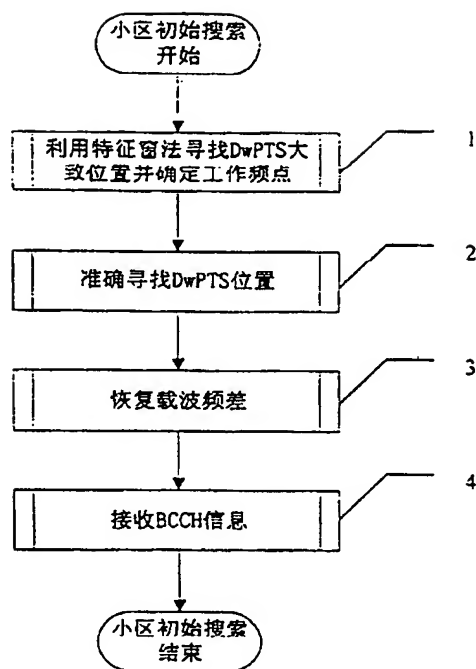 小区初始搜索
开始
利用特征窗法寻找DwPTS大
致位置并确定工作频点
1
准确寻找DwPTS位置
2
恢复载波频差
3
接收BCCH信息
4
小区初始搜索
结束